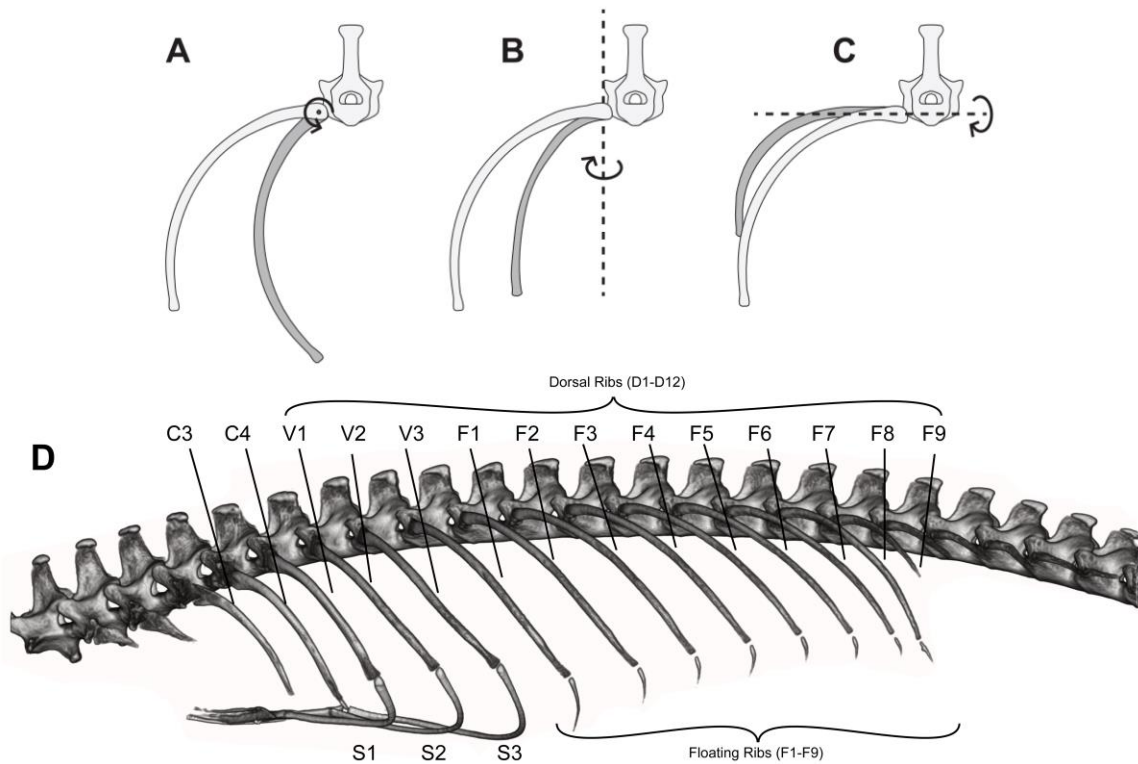 A
B
C
Dorsal Ribs (D1-D12)
D
C3 C4 V1 V2 V3 F1 F2 F3 F4 F5 F6 F7 F8 F9
S1 S2 S3
Floating Ribs (F1-F9)